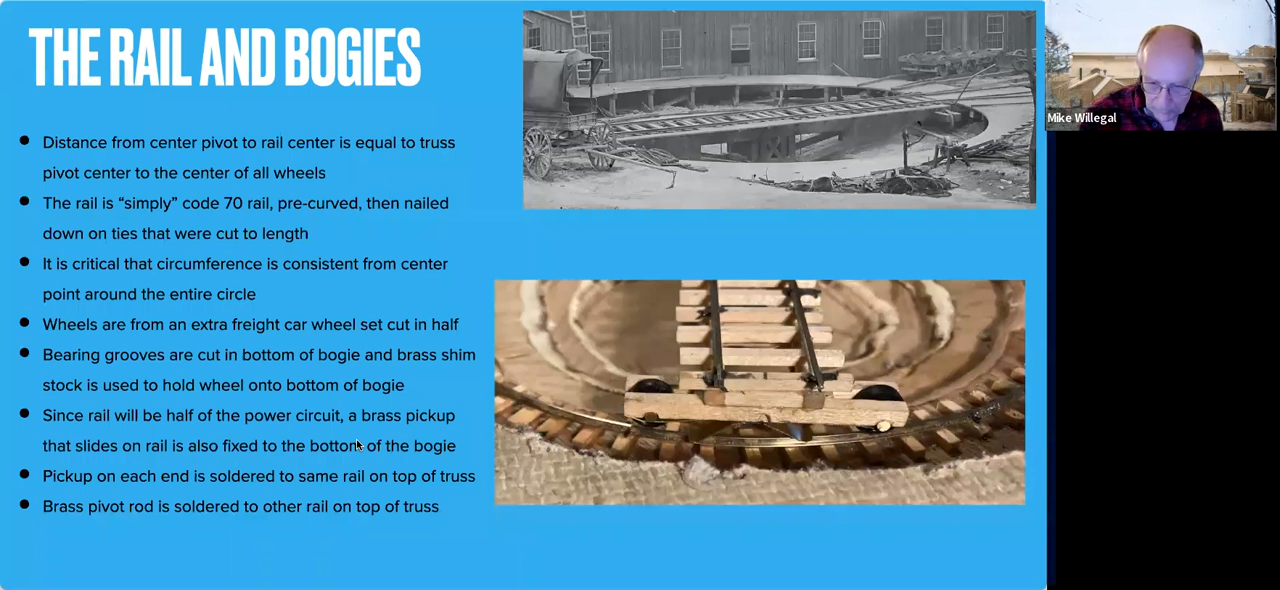 THE RAIL AND BOGIES
Mike Willegal
● Distance from center pivot to rail center is equal to truss
pivot center to the center of all wheels
● The rail is “simply” code 70 rail, pre-curved, then nailed
down on ties that were cut to length
● It is critical that circumference is consistent from center
point around the entire circle
● Wheels are from an extra freight car wheel set cut in half
● Bearing grooves are cut in bottom of bogie and brass shim
stock is used to hold wheel onto bottom of bogie
● Since rail will be half of the power circuit, a brass pickup
that slides on rail is also fixed to the bottom of the bogie
● Pickup on each end is soldered to same rail on top of truss
● Brass pivot rod is soldered to other rail on top of truss